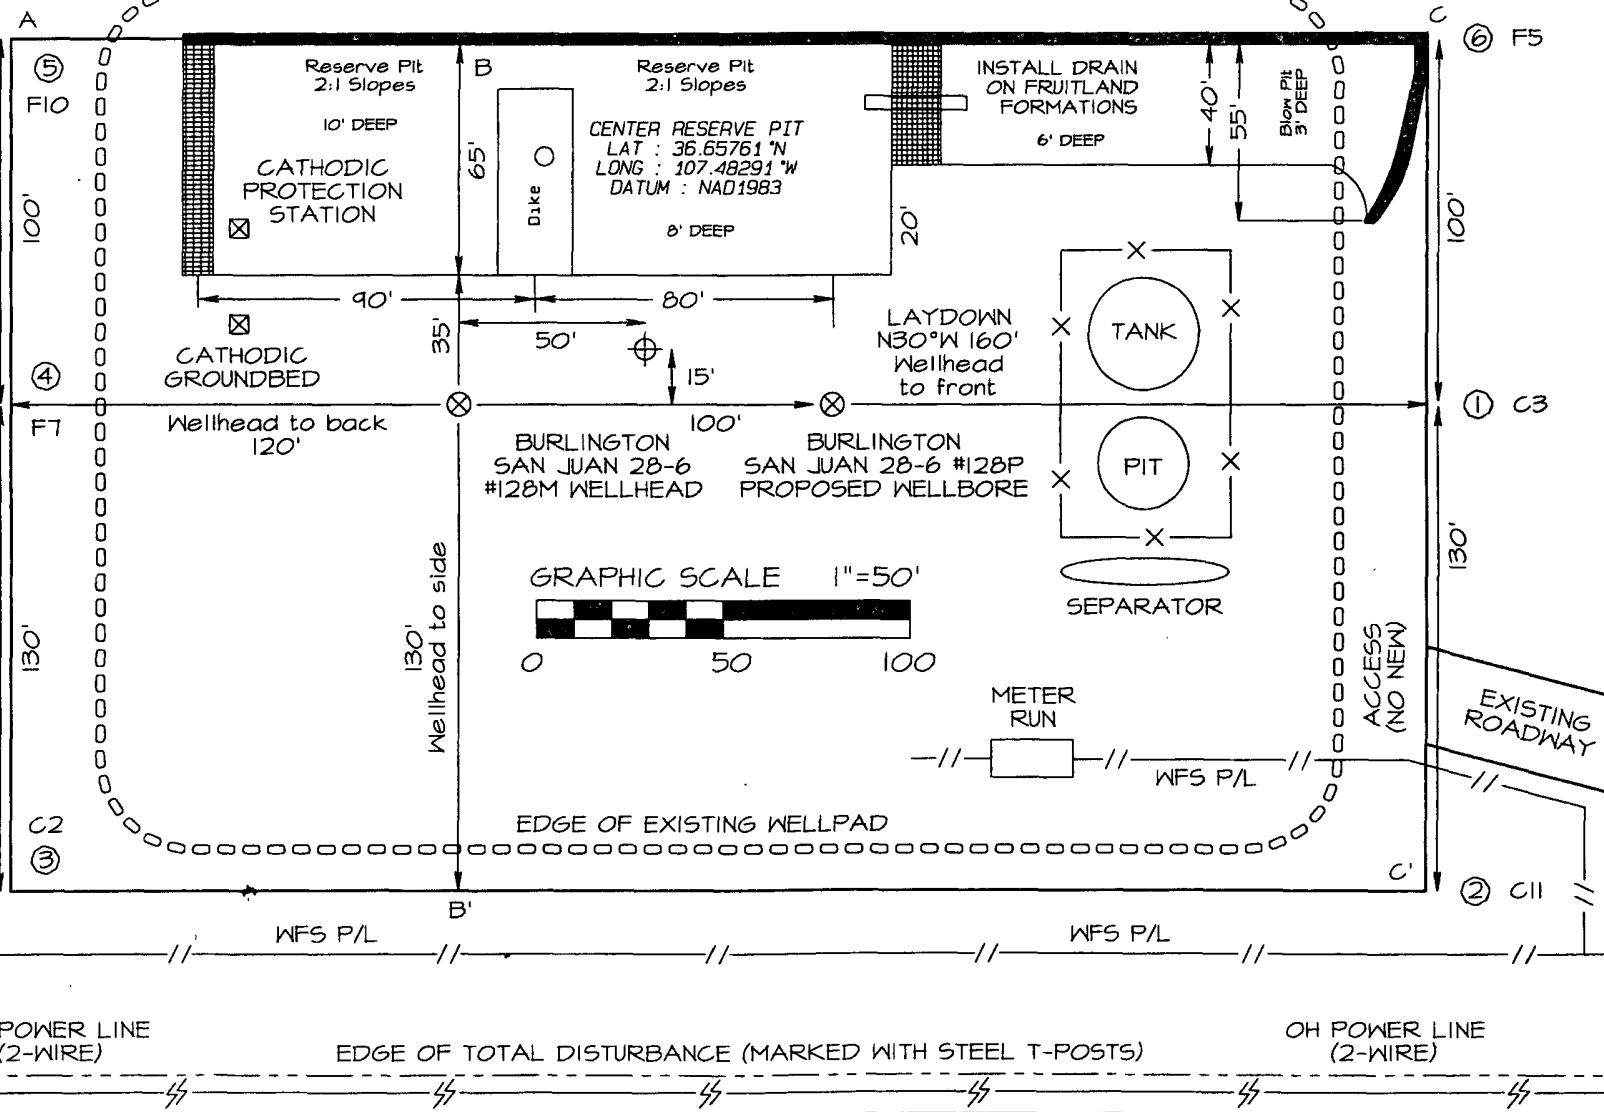 A
C
⑤
F10
Reserve Pit
2:1 Slopes
10' DEEP
CATHODIC
PROTECTION
STATION
B
65'
Dike
Reserve Pit
2:1 Slopes
CENTER RESERVE PIT
LAT : 36.65761 °N
LONG : 107.48291 °W
DATUM : NAD1983
8' DEEP
INSTALL DRAIN
ON FRUITLAND
FORMATIONS
6' DEEP
40'
55'
Blow Pit
3' DEEP
⑥ F5
100'
20'
100'
90'
80'
35'
50'
15'
CATHODIC
GROUNDBED
LAYDOWN
N30°W 160'
Wellhead
to front
TANK
④
F7
Wellhead to back
120'
100'
① C3
BURLINGTON
SAN JUAN 28-6
#128M WELLHEAD
BURLINGTON
SAN JUAN 28-6 #128P
PROPOSED WELLBORE
PIT
GRAPHIC SCALE 1"=50'
0 50 100
SEPARATOR
130'
130'
Wellhead to side
130'
ACCESS
(NO NEW)
EXISTING
ROADWAY
METER
RUN
WFS P/L
C2
③
EDGE OF EXISTING WELLPAD
C'
② C11
B'
WFS P/L
WFS P/L
POWER LINE
(2-WIRE)
EDGE OF TOTAL DISTURBANCE (MARKED WITH STEEL T-POSTS)
OH POWER LINE
(2-WIRE)